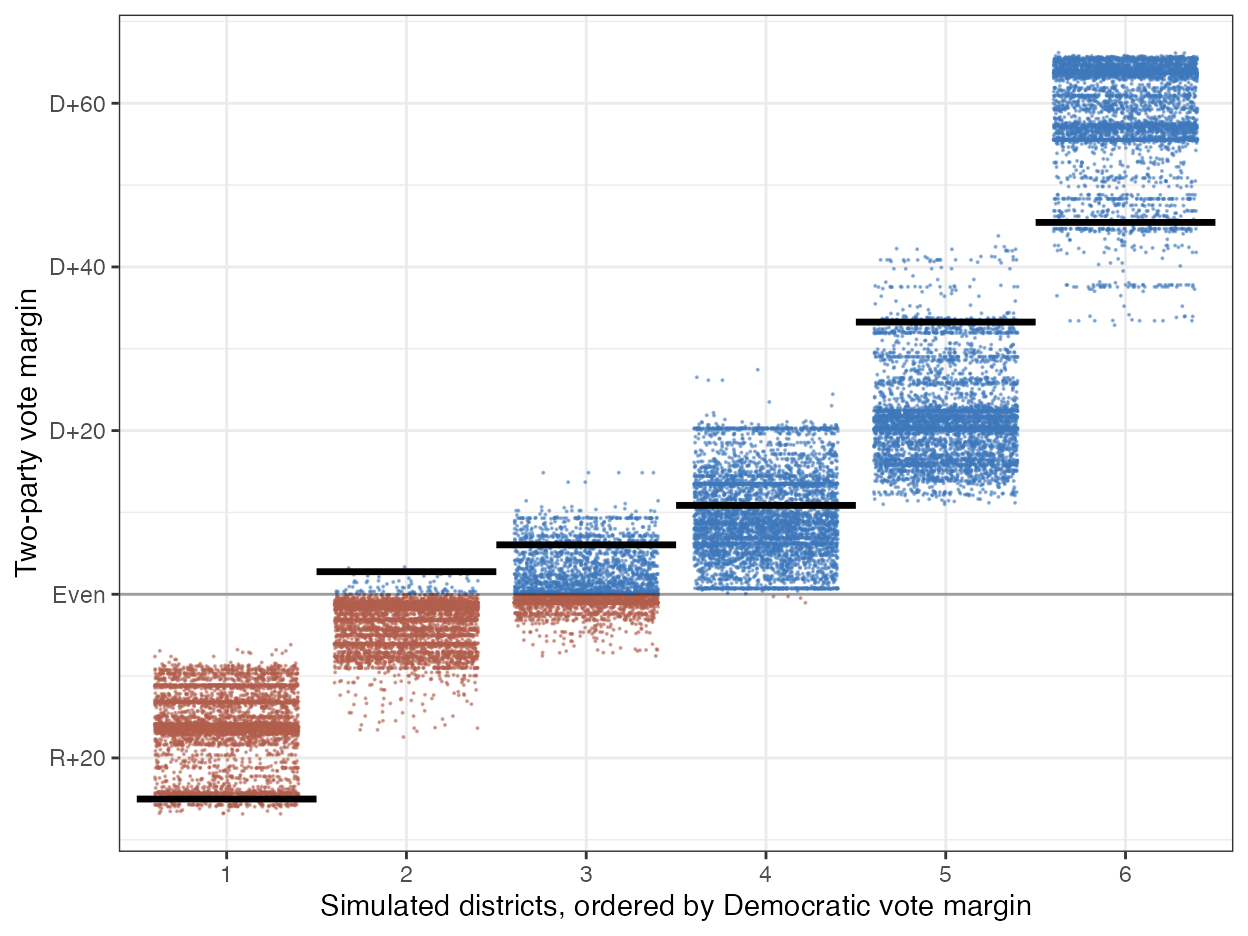 Two-party vote margin
D+60
D+40
D+20
Even
R+20
1 2 3 4 5 6
Simulated districts, ordered by Democratic vote margin